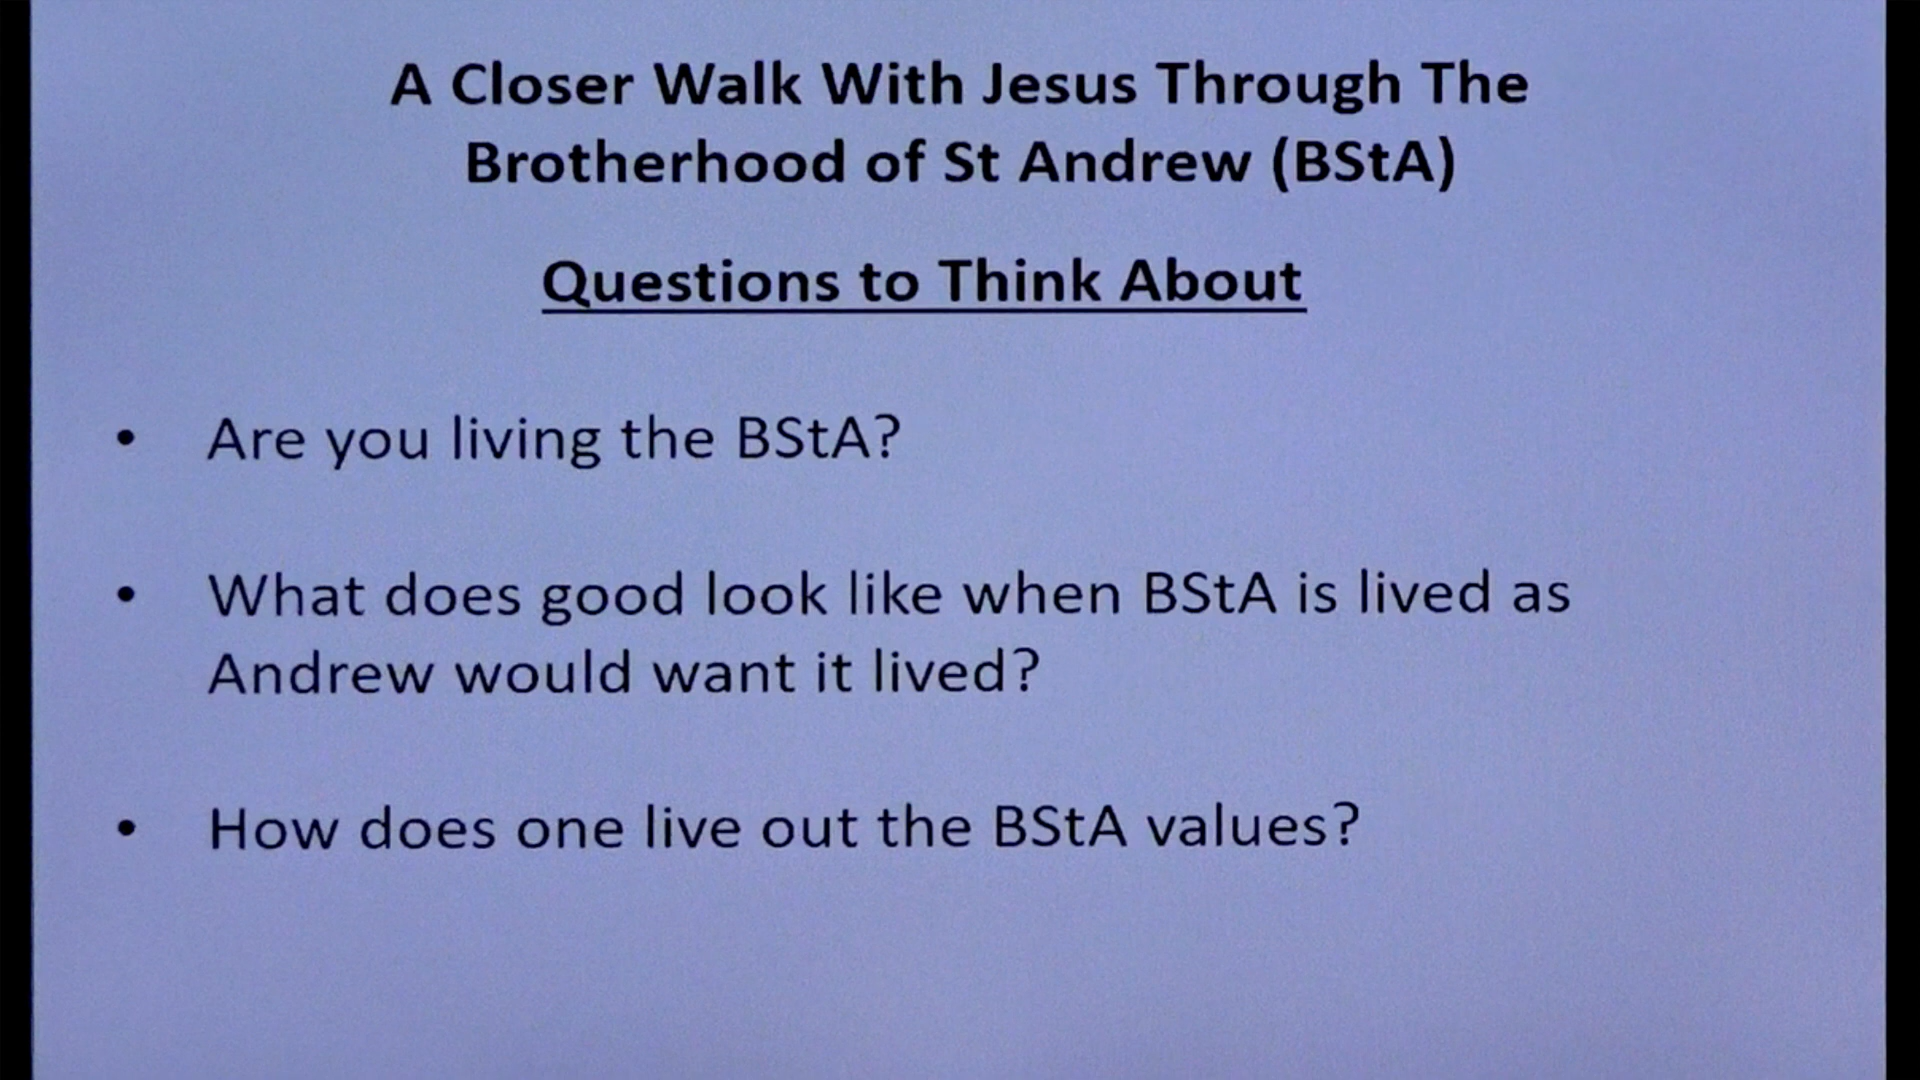 A Closer Walk With Jesus Through The
Brotherhood of St Andrew (BStA)
Questions to Think About
• Are you living the BStA?
• What does good look like when BStA is lived as
Andrew would want it lived?
• How does one live out the BStA values?